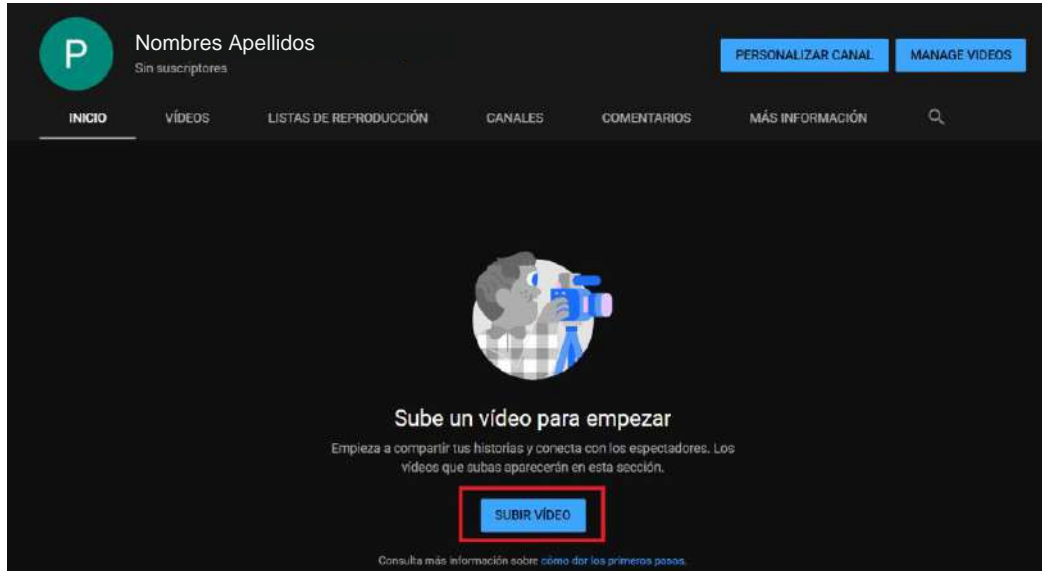 P
Nombres Apellidos
Sin suscriptores
PERSONALIZAR CANAL
MANAGE VIDEOS
INICIO
VÍDEOS
LISTAS DE REPRODUCCIÓN
CANALES
COMENTARIOS
MÁS INFORMACIÓN
Sube un vídeo para empezar
Empieza a compartir tus historias y conecta con los espectadores. Los
vídeos que subas aparecerán en esta sección.
SUBIR VÍDEO
Consulta más información sobre cómo dar los primeros pasos.